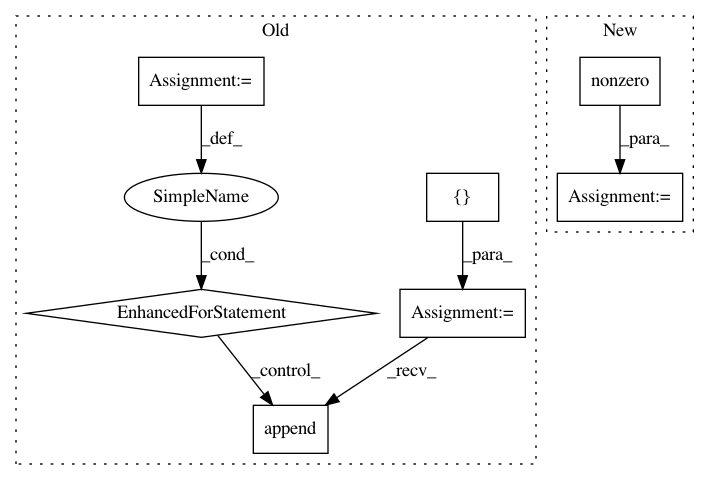 Old
New
Assignment:=
nonzero
_def_
_para_
SimpleName
{}
Assignment:=
_cond_
_para_
EnhancedForStatement
Assignment:=
_control_
_recv_
append